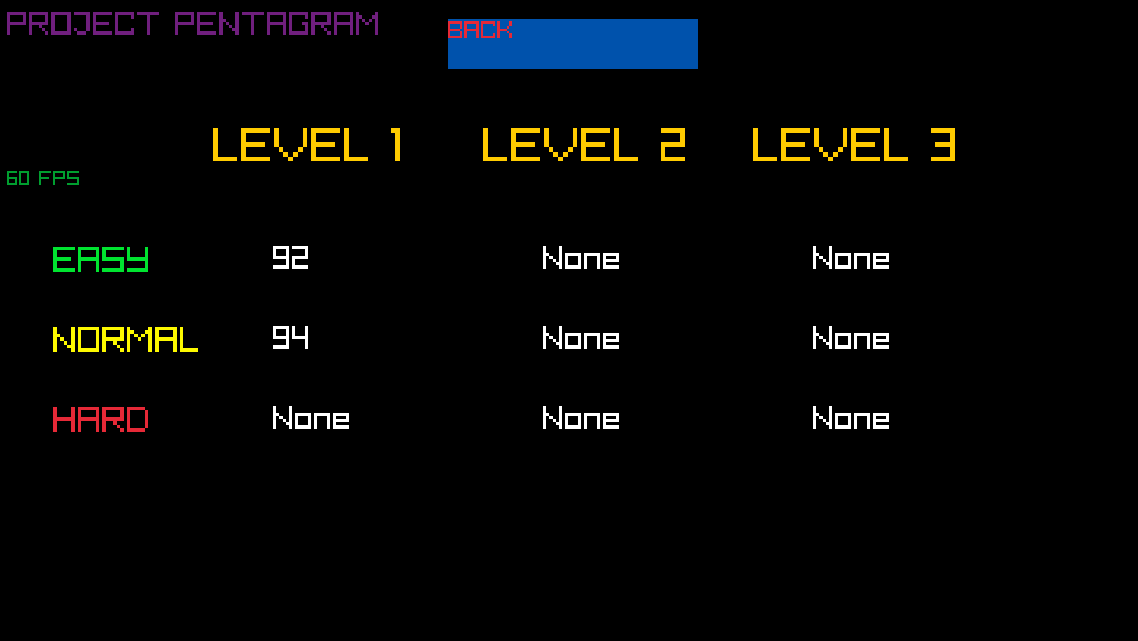 PROJECT PENTAGRAM
BACK
LEVEL 1 LEVEL 2 LEVEL 3
60 FPS
EASY 92 None None
NORMAL 94 None None
HARD None None None